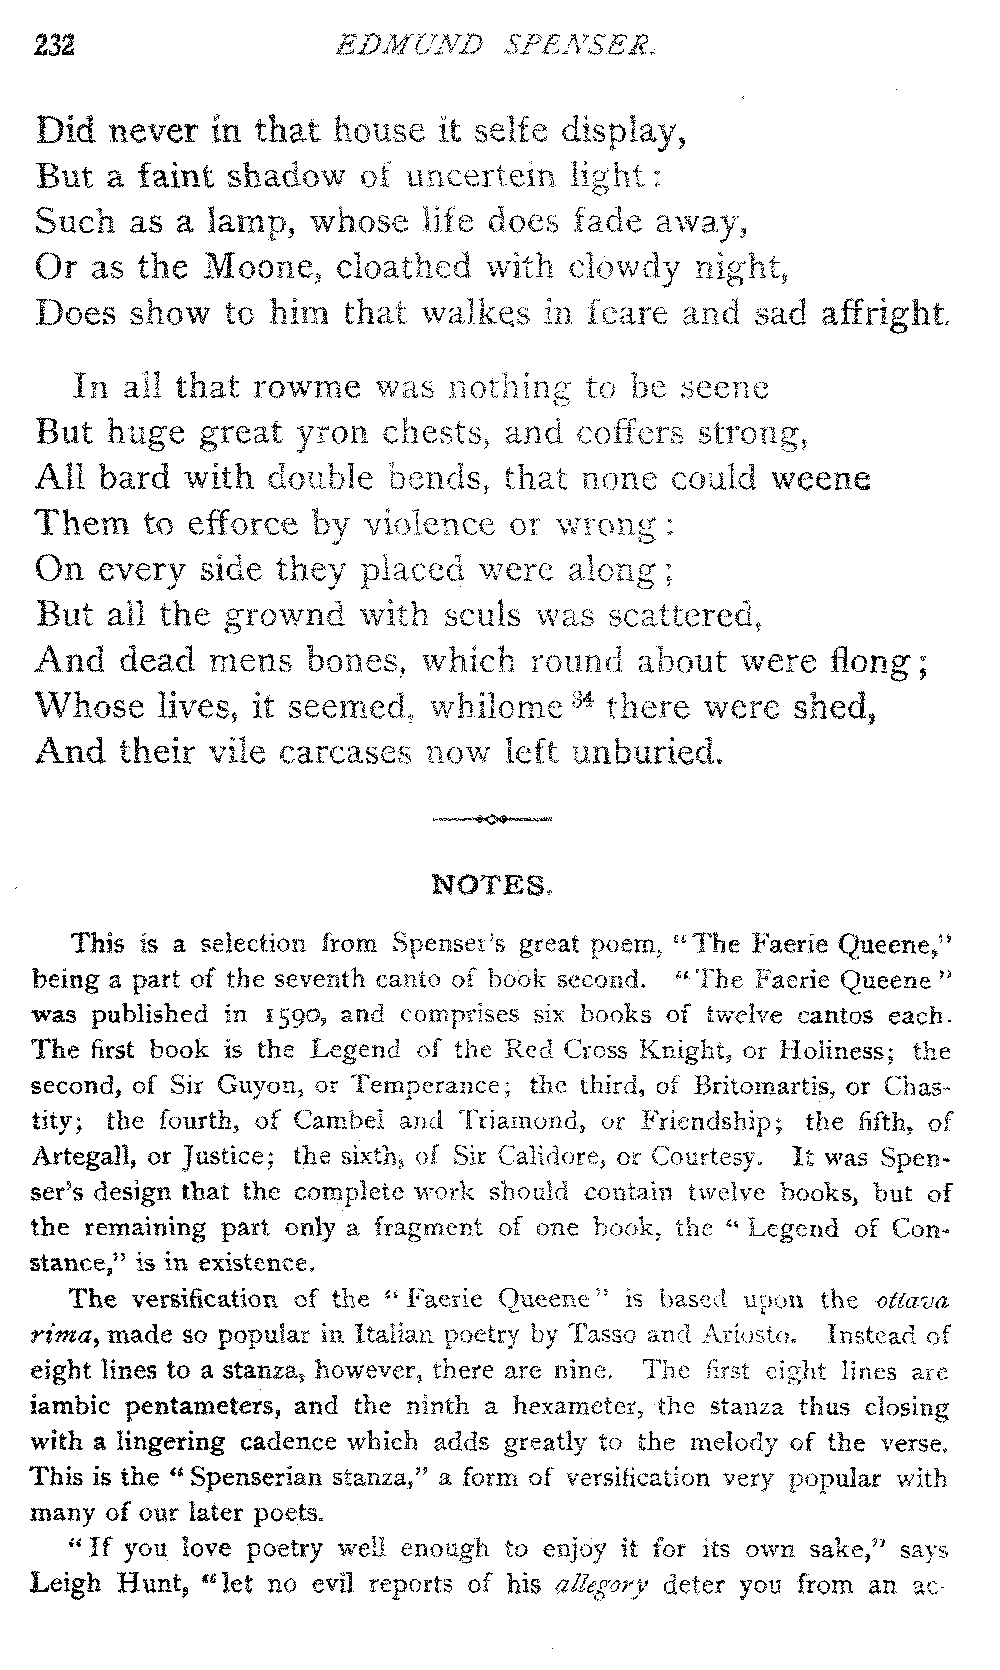 232 EDMUND SPENSER.
Did never in that house it selfe display,
But a faint shadow of uncertein light:
Such as a lamp, whose life does fade away,
Or as the Moone, cloathed with clowdy night,
Does show to him that walkes in feare and sad affright.
In all that rowme was nothing to be seene
But huge great yron chests, and coffers strong,
All bard with double bends, that none could weene
Them to efforce by violence or wrong:
On every side they placed were along;
But all the grownd with sculs was scattered,
And dead mens bones, which round about were flong;
Whose lives, it seemed, whilome 34 there were shed,
And their vile carcases now left unburied.
NOTES.
This is a selection from Spenser's great poem, "The Faerie Queene,"
being a part of the seventh canto of book second. "The Faerie Queene"
was published in 1590, and comprises six books of twelve cantos each.
The first book is the Legend of the Red Cross Knight, or Holiness; the
second, of Sir Guyon, or Temperance; the third, of Britomartis, or Chas-
tity; the fourth, of Cambel and Triamond, or Friendship; the fifth, of
Artegall, or Justice; the sixth, of Sir Calidore, or Courtesy. It was Spen-
ser's design that the complete work should contain twelve books, but of
the remaining part only a fragment of one book, the "Legend of Con-
stance," is in existence.
The versification of the "Faerie Queene" is based upon the ottava
rima, made so popular in Italian poetry by Tasso and Ariosto. Instead of
eight lines to a stanza, however, there are nine. The first eight lines are
iambic pentameters, and the ninth a hexameter, the stanza thus closing
with a lingering cadence which adds greatly to the melody of the verse.
This is the "Spenserian stanza," a form of versification very popular with
many of our later poets.
"If you love poetry well enough to enjoy it for its own sake," says
Leigh Hunt, "let no evil reports of his allegory deter you from an ac-